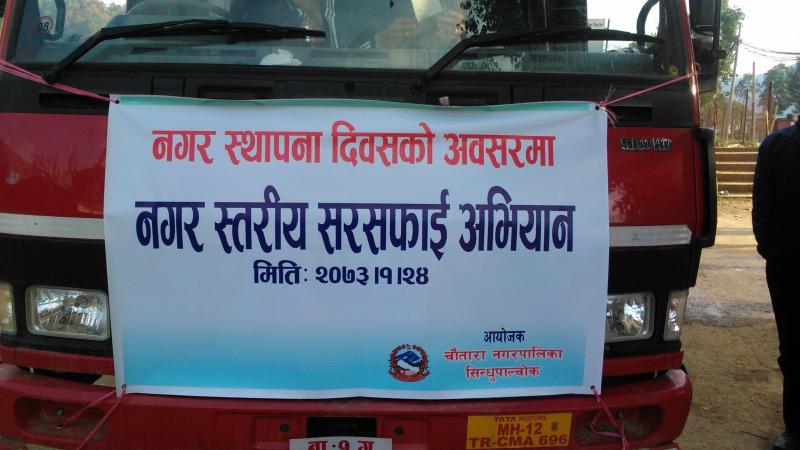 नगर स्थापना दिवसको अवसरमा
नगर स्तरीय सरसफाई अभियान
मिति: २०७३।१।२४
आयोजक
चौतारा नगरपालिका
सिन्धुपाल्चोक
TATA MOTORS
MH-12
TR-CMA 696
08